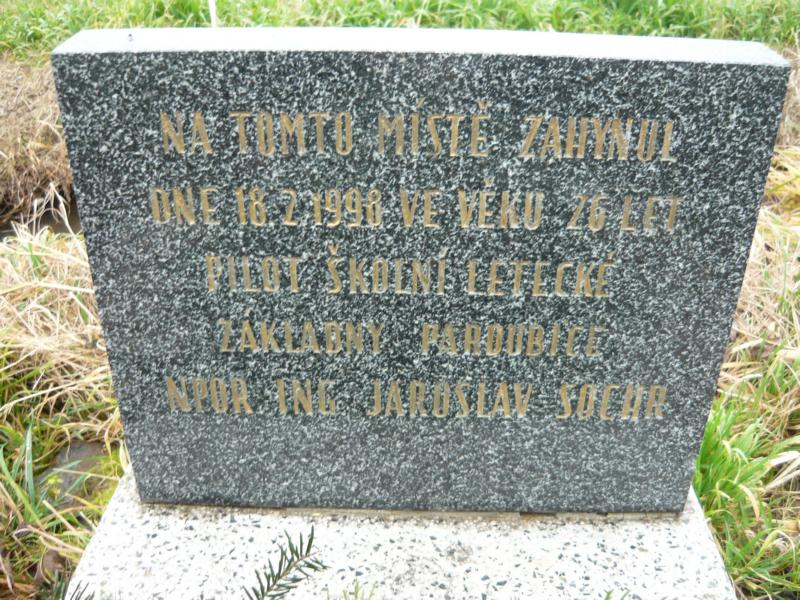 NA TOMTO MÍSTĚ ZAHYNUL
DNE 18.2.1998 VE VĚKU 26 LET
PILOT ŠKOLNÍ LETECKÉ
ZÁKLADNY PARDUBICE
NPOR ING JAROSLAV SOCHR